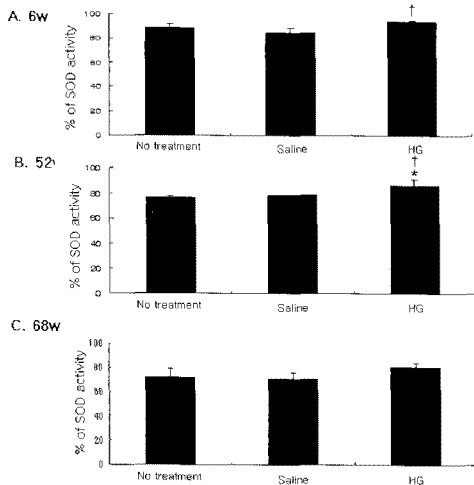 A. 6w
†
% of SOD activity
100
80
60
40
20
0
No treatment
Saline
HG
B. 52
†
*
% of SOD activity
100
80
60
40
20
0
No treatment
Saline
HG
C. 68w
% of SOD activity
100
80
60
40
20
0
No treatment
Saline
HG